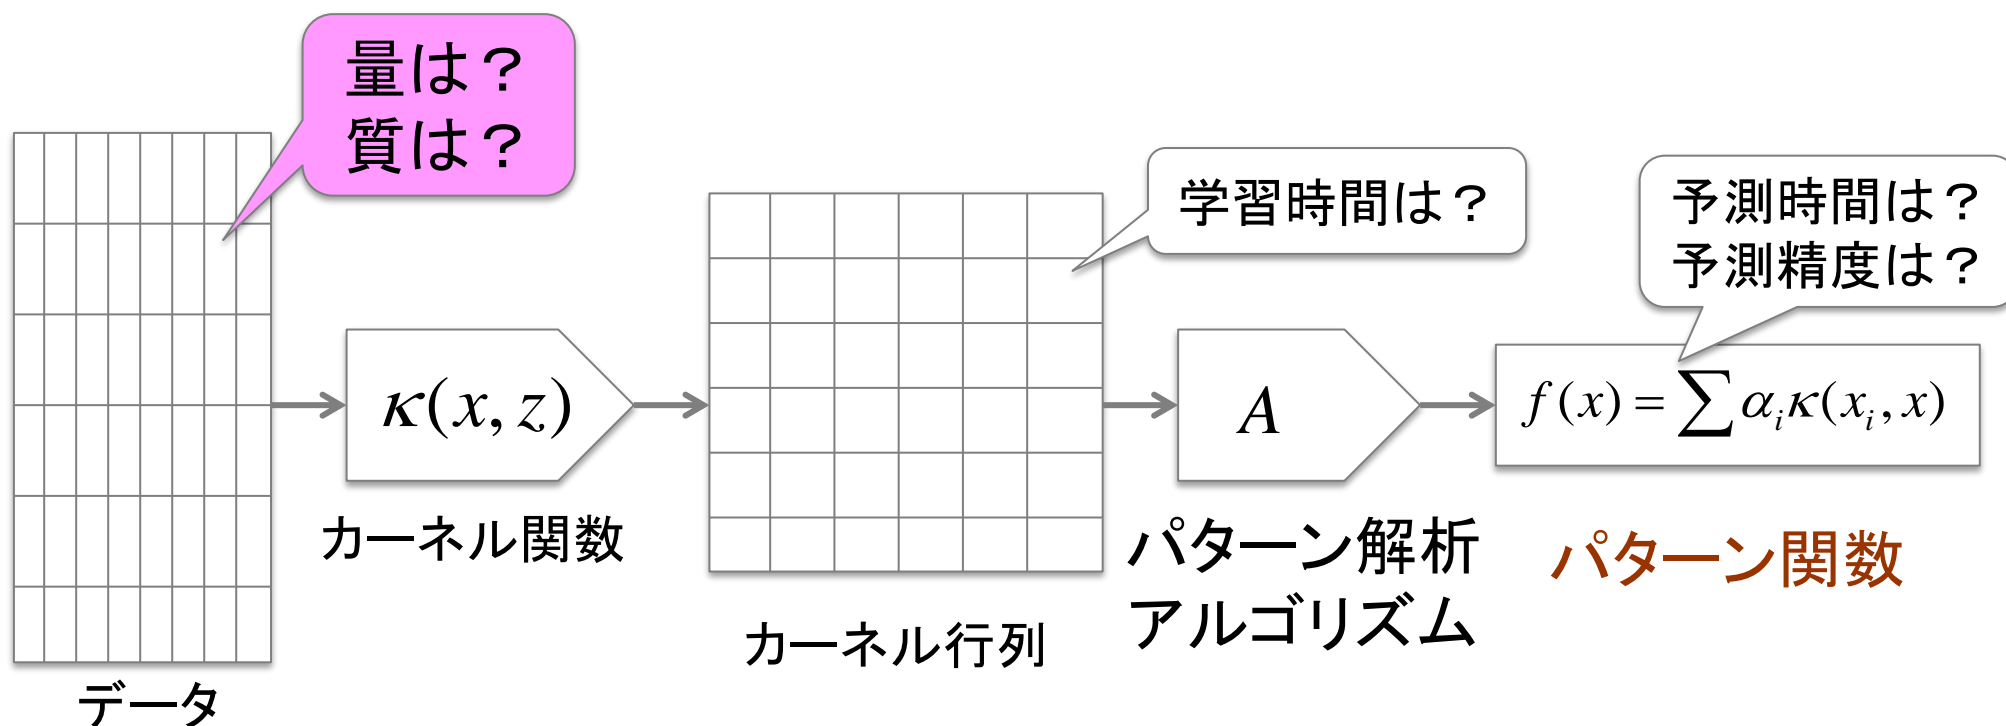 量は？
質は？
学習時間は？
予測時間は？
予測精度は？
κ(x, z)
A
f(x) = ∑αᵢκ(xᵢ, x)
カーネル関数
パターン解析
アルゴリズム
パターン関数
カーネル行列
データ